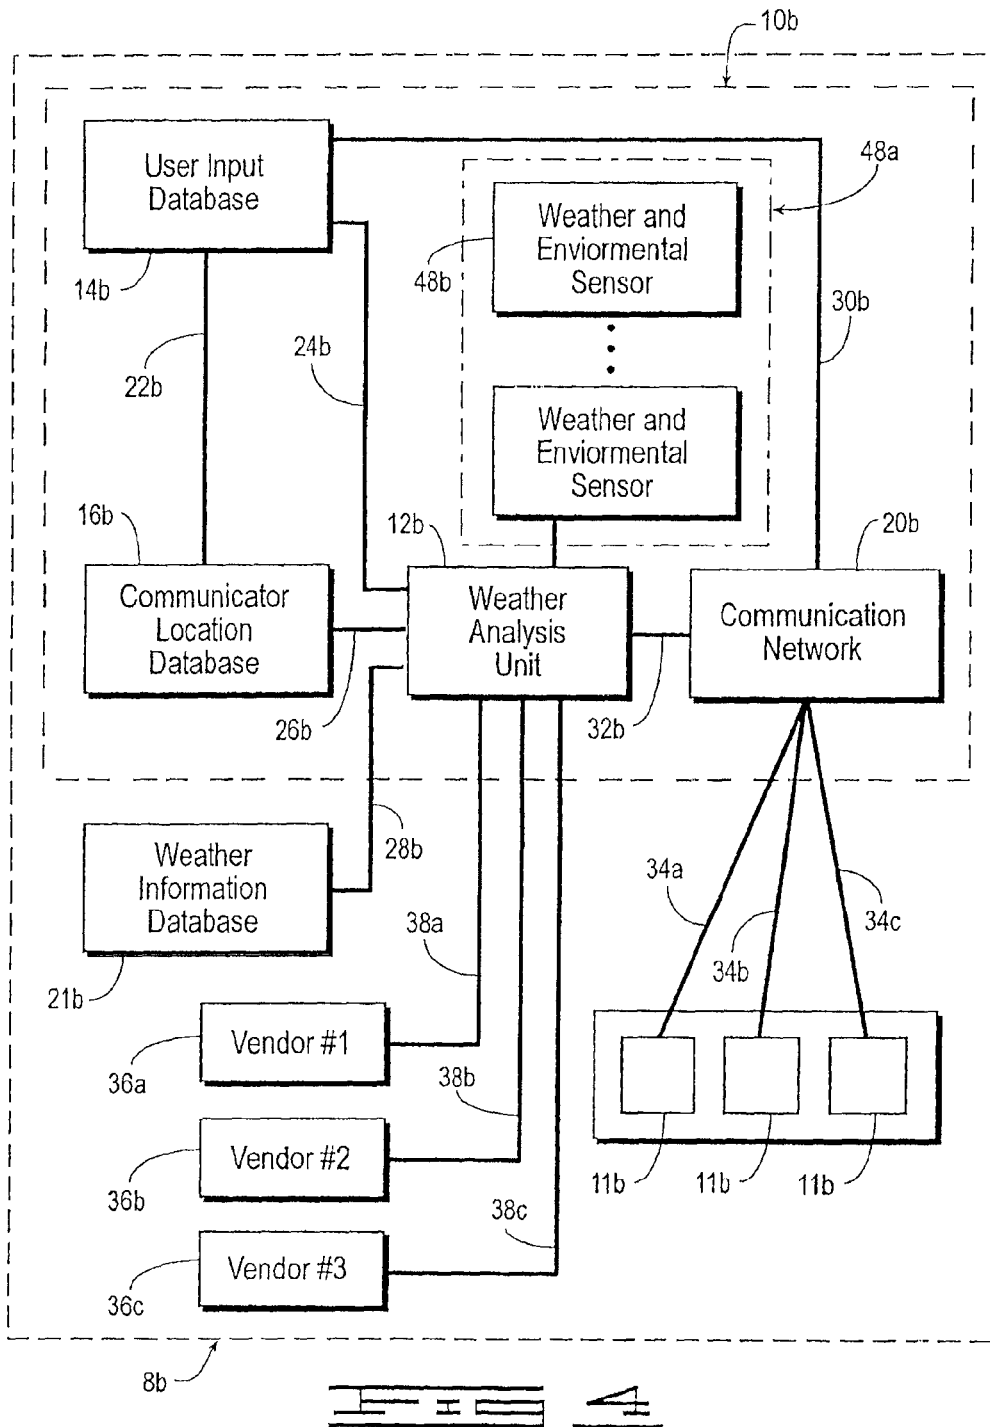 10b
User Input
Database
48a
Weather and
Enviormental
Sensor
48b
14b
30b
24b
22b
Weather and
Enviormental
Sensor
16b
12b
20b
Communicator
Location
Database
Weather
Analysis
Unit
Communication
Network
26b
32b
Weather
Information
Database
28b
34a
34c
38a
34b
21b
Vendor #1
36a
38b
Vendor #2
11b
11b
11b
36b
38c
Vendor #3
36c
8b